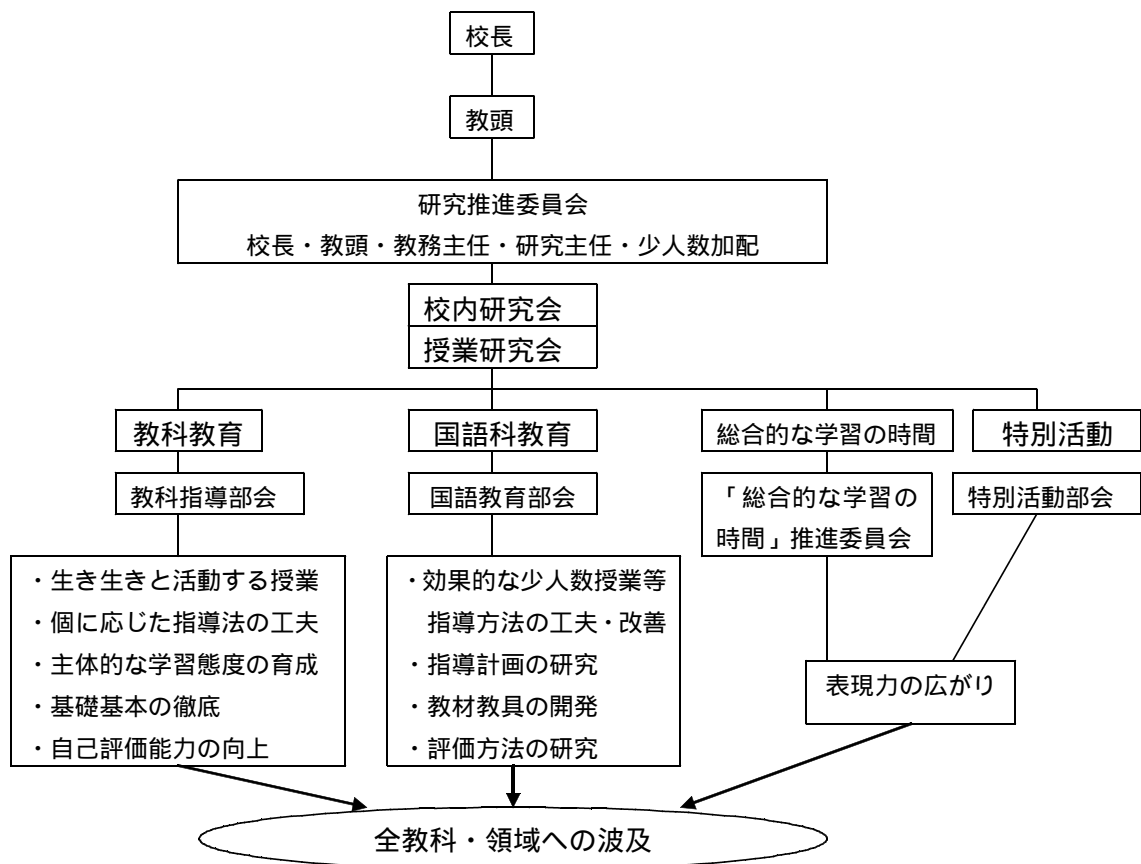 校長
教頭
研究推進委員会
校長・教頭・教務主任・研究主任・少人数加配
校内研究会
授業研究会
教科教育
国語科教育
総合的な学習の時間
特別活動
教科指導部会
国語教育部会
「総合的な学習の
時間」推進委員会
特別活動部会
・生き生きと活動する授業
・個に応じた指導法の工夫
・主体的な学習態度の育成
・基礎基本の徹底
・自己評価能力の向上
・効果的な少人数授業等
指導方法の工夫・改善
・指導計画の研究
・教材教具の開発
・評価方法の研究
表現力の広がり
全教科・領域への波及